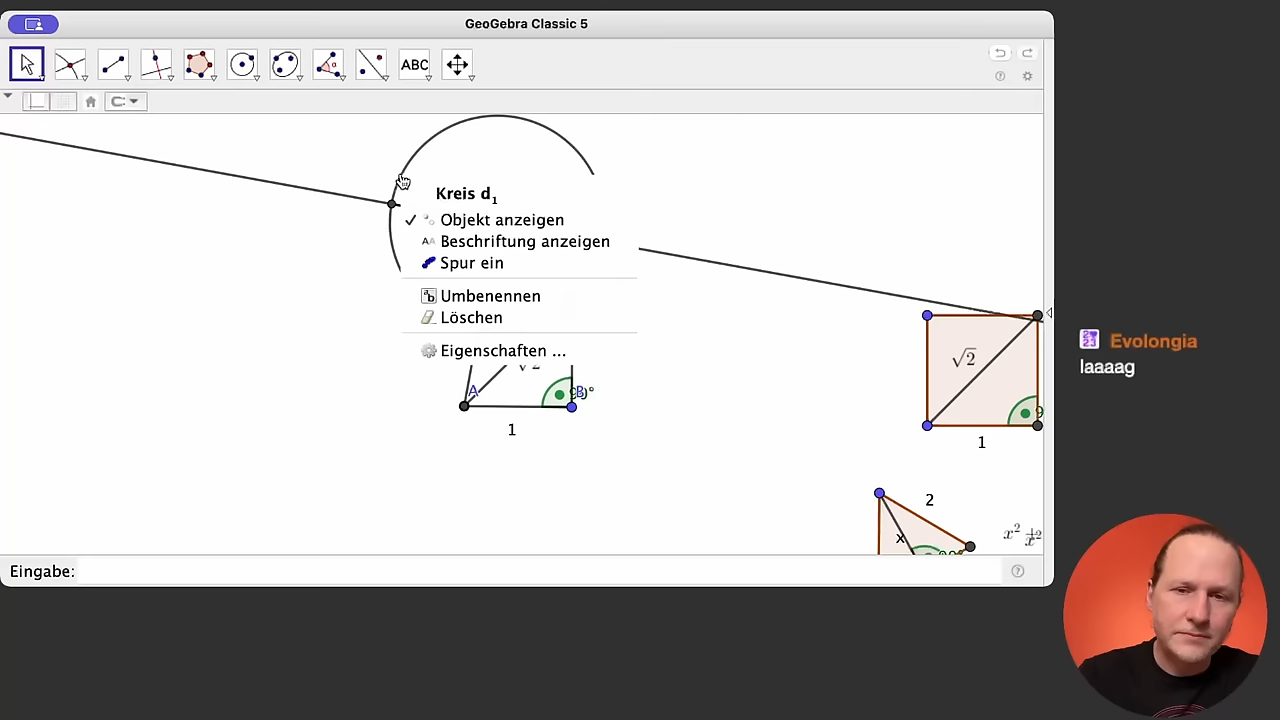 GeoGebra Classic 5
ABC
Kreis d₁
Objekt anzeigen
Beschriftung anzeigen
AA
Spur ein
Umbenennen
Löschen
Eigenschaften ...
A
B
1
√2
1
2
x
Eingabe:
Evolongia
laaaag